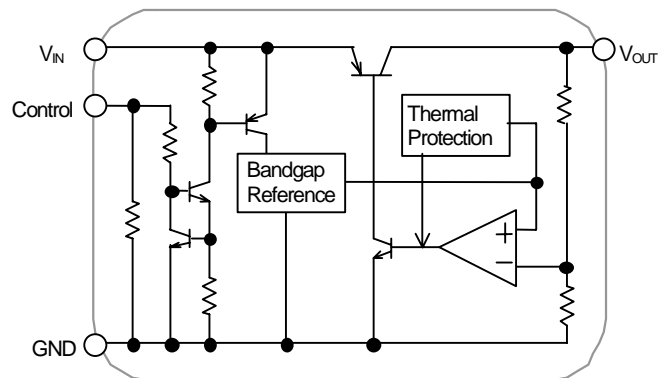 VIN
VOUT
Control
Thermal
Protection
Bandgap
Reference
+
−
GND